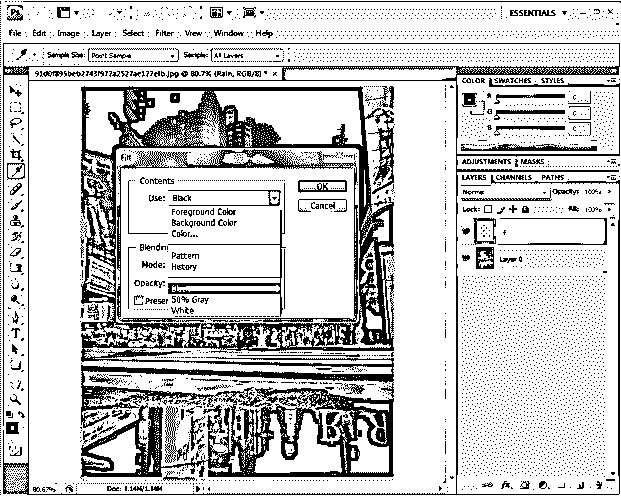 Ps
ESSENTIALS
File Edit Image Layer Select Filter View Window Help
Sample Size: Point Sample Sample: All Layers
91d0f895beb2743f977a2527ae177efb.jpg @ 80.7% (Rain, RGB/8) *
COLOR SWATCHES STYLES
R
G
B
ADJUSTMENTS MASKS
LAYERS CHANNELS PATHS
Normal Opacity: 100%
Lock: Fill: 100%
Layer 0
Fill
Contents
Use: Black
OK
Cancel
Foreground Color
Background Color
Color...
Blending
Pattern
Mode: History
Opacity: Black
Preser 50% Gray
White
80.67% Doc: 1.14M/1.14M